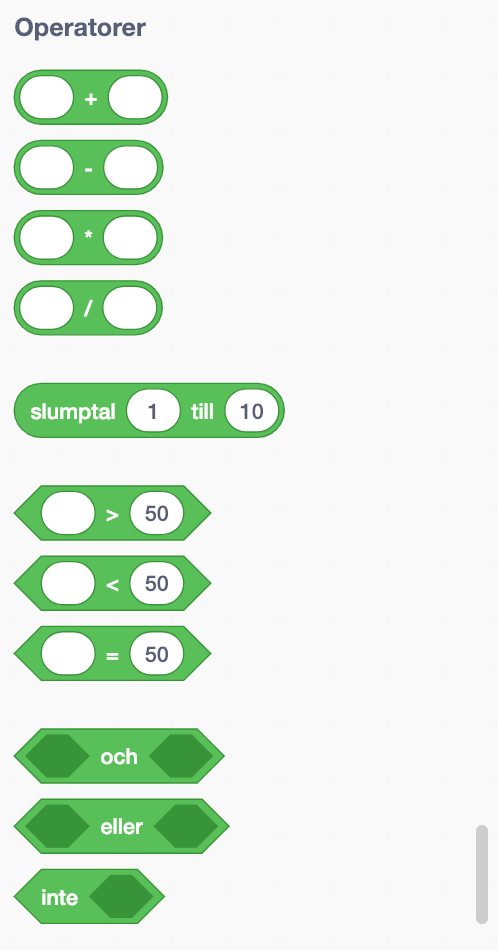 Operatorer
+
-
*
/
slumptal 1 till 10
> 50
< 50
= 50
och
eller
inte